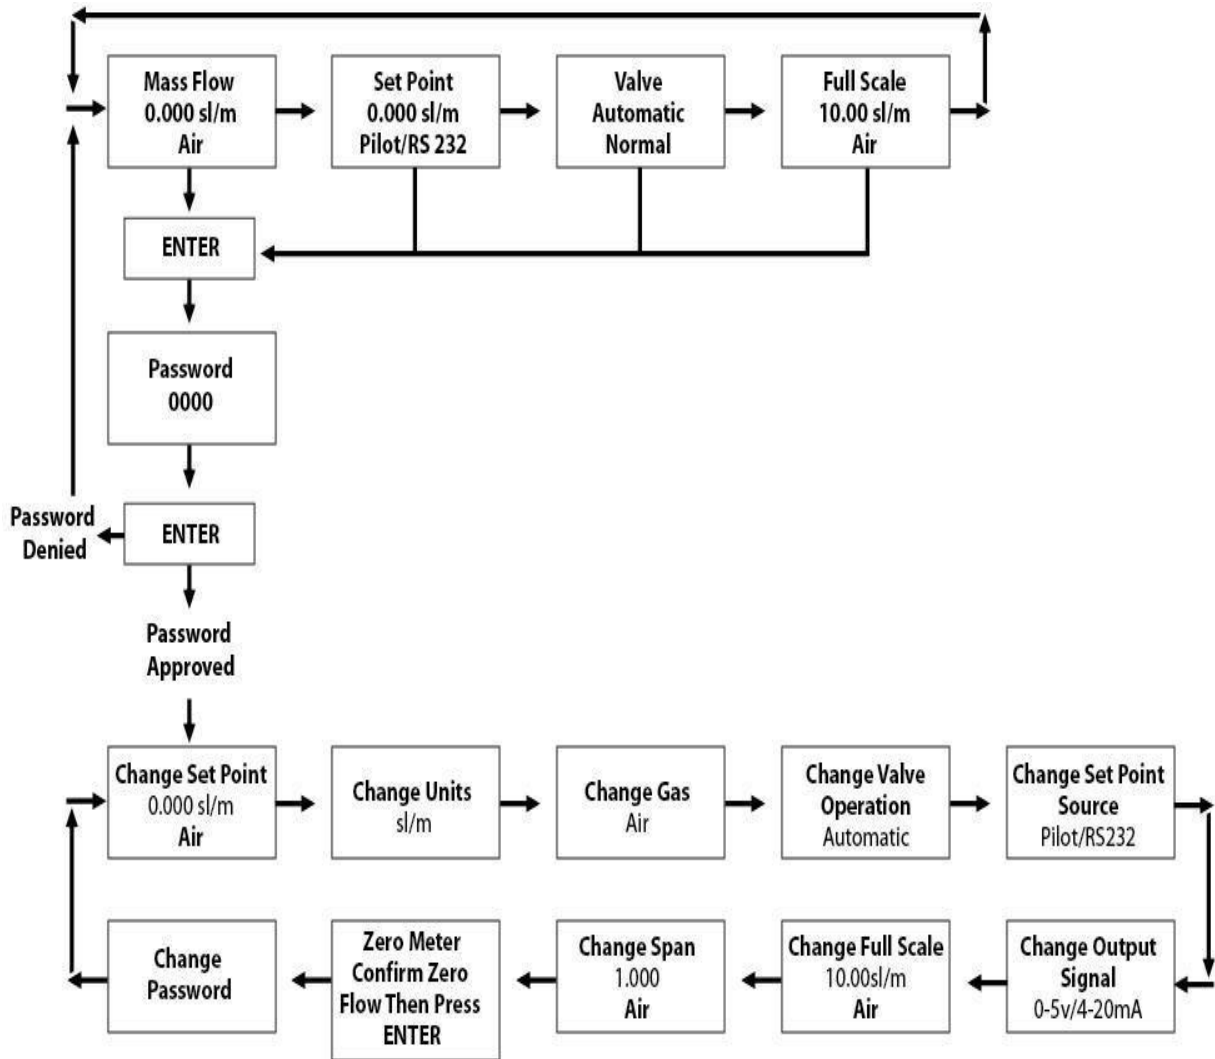 Mass Flow
0.000 sl/m
Air
Set Point
0.000 sl/m
Pilot/RS 232
Valve
Automatic
Normal
Full Scale
10.00 sl/m
Air
ENTER
Password
0000
Password
Denied
ENTER
Password
Approved
Change Set Point
0.000 sl/m
Air
Change Units
sl/m
Change Gas
Air
Change Valve
Operation
Automatic
Change Set Point
Source
Pilot/RS232
Change Output
Signal
0-5v/4-20mA
Change Full Scale
10.00sl/m
Air
Change Span
1.000
Air
Zero Meter
Confirm Zero
Flow Then Press
ENTER
Change
Password